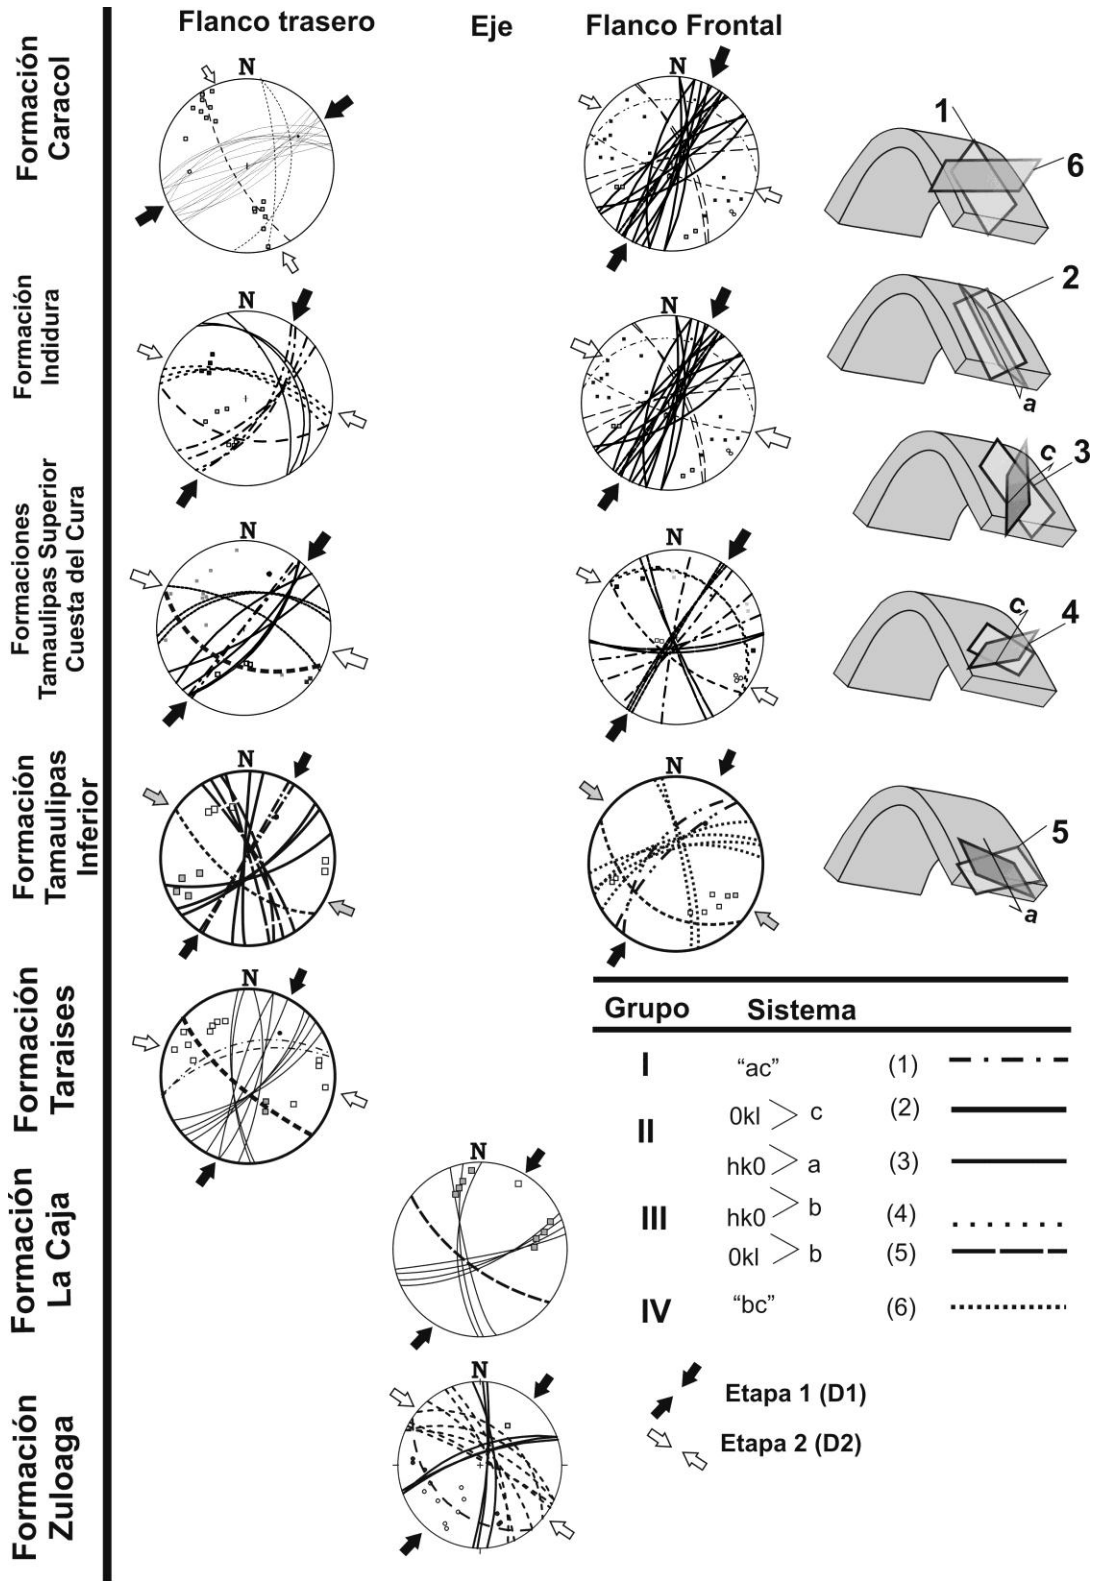 Flanco trasero
Eje
Flanco Frontal
Formación
Caracol
N
N
1
6
Formación
Indidura
N
N
2
a
Formaciones
Tamaulipas Superior
Cuesta del Cura
N
N
c
3
c
4
Formación
Tamaulipas
Inferior
N
N
5
a
Formación
Taraises
N
Grupo
Sistema
I
“ac”
(1)
II
0kl > c
(2)
hk0 > a
(3)
III
hk0 > b
(4)
0kl > b
(5)
IV
“bc”
(6)
Formación
La Caja
N
Formación
Zuloaga
N
Etapa 1 (D1)
Etapa 2 (D2)